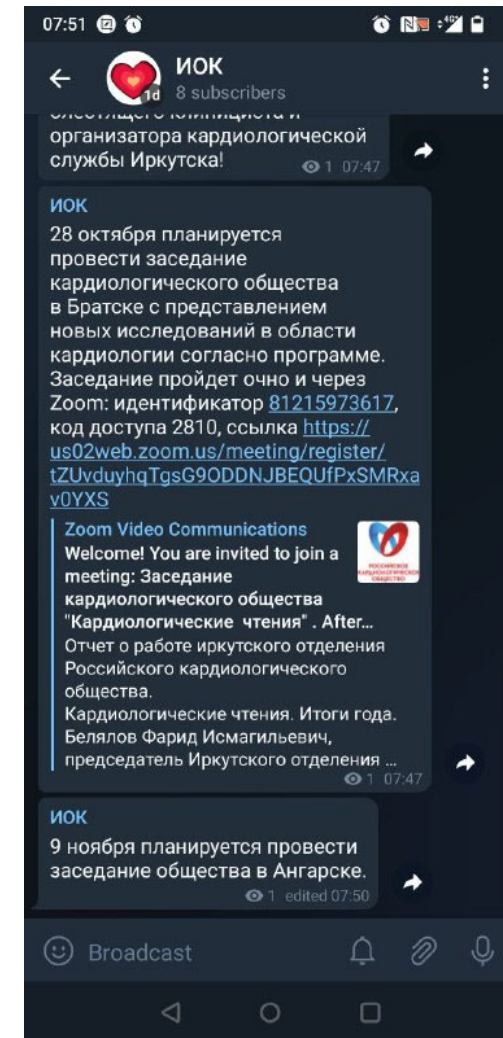 07:51
4G
ИОК
1d
8 subscribers
организатора кардиологической
службы Иркутска!
1 07:47
ИОК
28 октября планируется
провести заседание
кардиологического общества
в Братске с представлением
новых исследований в области
кардиологии согласно программе.
Заседание пройдет очно и через
Zoom: идентификатор 81215973617,
код доступа 2810, ссылка https://
us02web.zoom.us/meeting/register/
tZUvduyhqTgsG9ODDNJBEQUfPxSMRxa
v0YXS
Zoom Video Communications
Welcome! You are invited to join a
meeting: Заседание
кардиологического общества
"Кардиологические чтения" . After...
РОССИЙСКОЕ
КАРДИОЛОГИЧЕСКОЕ
ОБЩЕСТВО
Отчет о работе иркутского отделения
Российского кардиологического
общества.
Кардиологические чтения. Итоги года.
Белялов Фарид Исмагильевич,
председатель Иркутского отделения ...
1 07:47
ИОК
9 ноября планируется провести
заседание общества в Ангарске.
1 edited 07:50
Broadcast